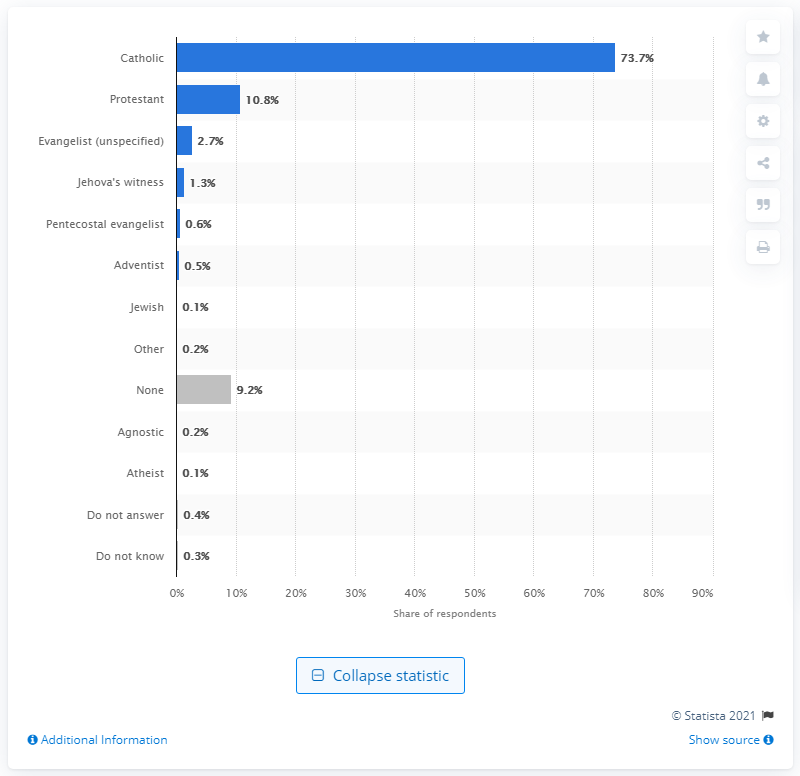 Catholic 73.7%
Protestant 10.8%
Evangelist (unspecified) 2.7%
Jehova's witness 1.3%
Pentecostal evangelist 0.6%
Adventist 0.5%
Jewish 0.1%
Other 0.2%
None 9.2%
Agnostic 0.2%
Atheist 0.1%
Do not answer 0.4%
Do not know 0.3%
0% 10% 20% 30% 40% 50% 60% 70% 80% 90%
Share of respondents
Collapse statistic
© Statista 2021
Additional Information Show source